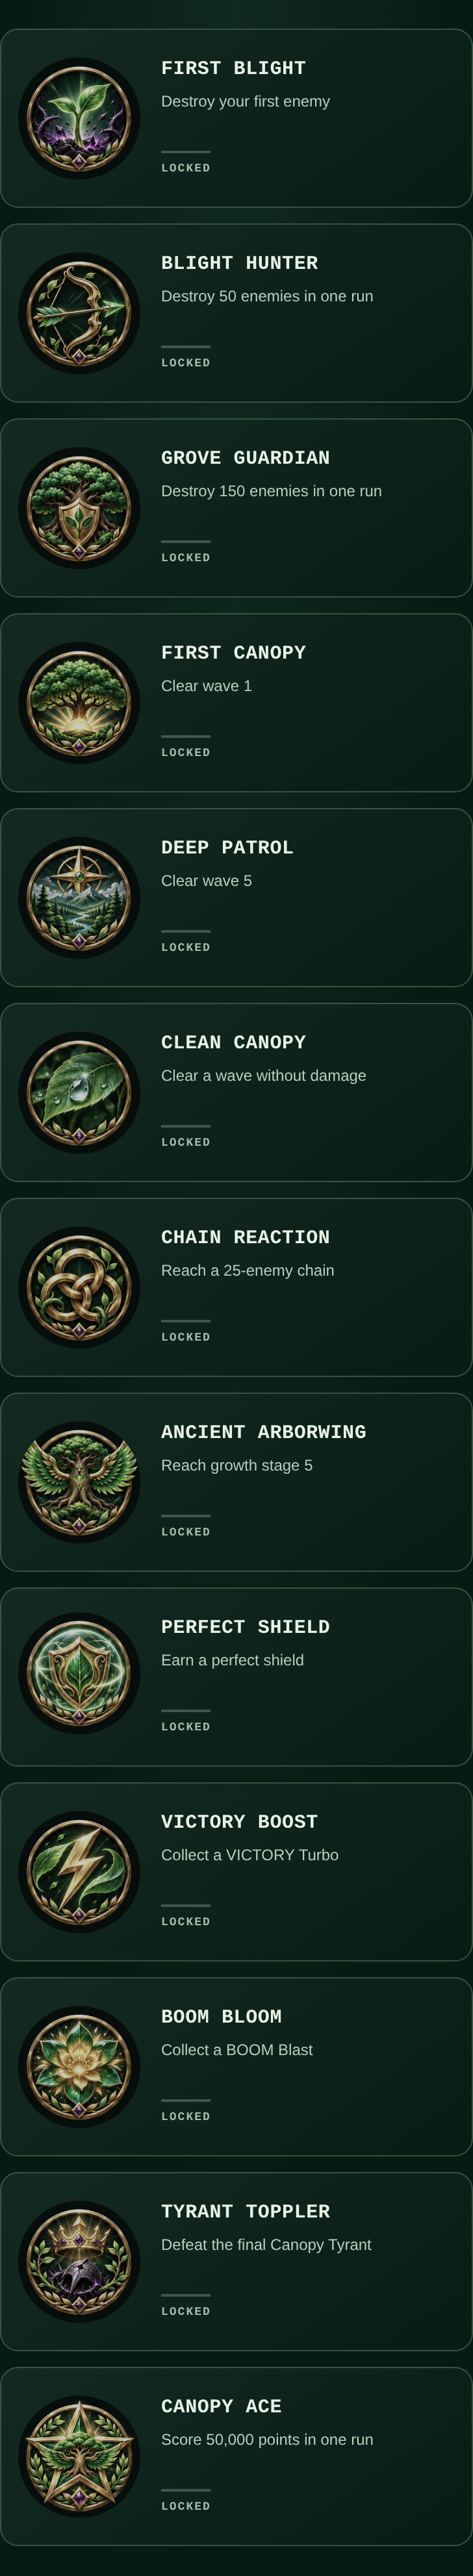 FIRST BLIGHT
Destroy your first enemy
LOCKED
BLIGHT HUNTER
Destroy 50 enemies in one run
LOCKED
GROVE GUARDIAN
Destroy 150 enemies in one run
LOCKED
FIRST CANOPY
Clear wave 1
LOCKED
DEEP PATROL
Clear wave 5
LOCKED
CLEAN CANOPY
Clear a wave without damage
LOCKED
CHAIN REACTION
Reach a 25-enemy chain
LOCKED
ANCIENT ARBORWING
Reach growth stage 5
LOCKED
PERFECT SHIELD
Earn a perfect shield
LOCKED
VICTORY BOOST
Collect a VICTORY Turbo
LOCKED
BOOM BLOOM
Collect a BOOM Blast
LOCKED
TYRANT TOPPLER
Defeat the final Canopy Tyrant
LOCKED
CANOPY ACE
Score 50,000 points in one run
LOCKED